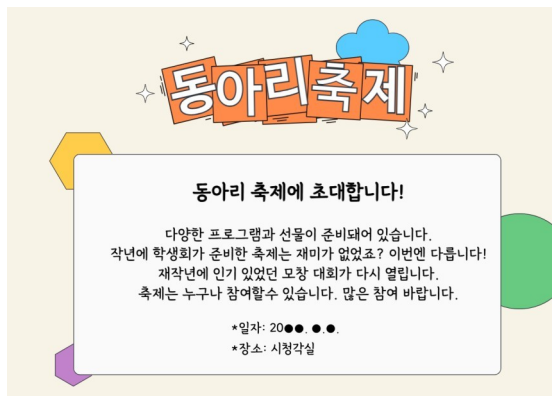 동아리축제
동아리 축제에 초대합니다!
다양한 프로그램과 선물이 준비돼어 있습니다.
작년에 학생회가 준비한 축제는 재미가 없었죠? 이번엔 다릅니다!
재작년에 인기 있었던 모창 대회가 다시 열립니다.
축제는 누구나 참여할수 있습니다. 많은 참여 바랍니다.
*일자: 20●●. ●.●.
*장소: 시청각실